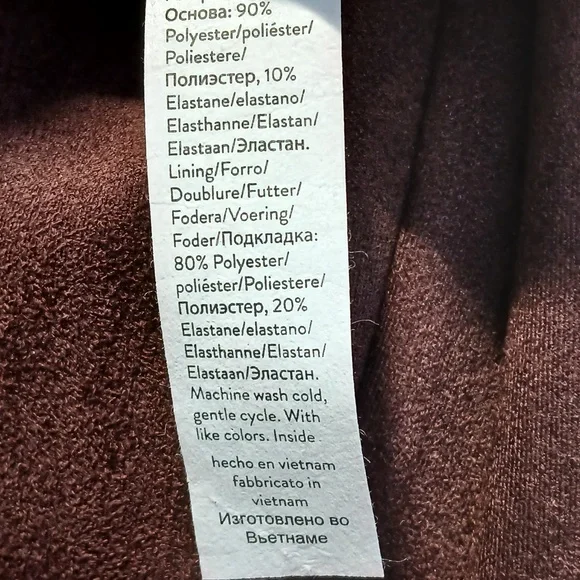 Основа: 90%
Polyester/poliéster/
Poliestere/
Полиэстер, 10%
Elastane/elastano/
Elasthanne/Elastan/
Elastaan/Эластан.
Lining/Forro/
Doublure/Futter/
Fodera/Voering/
Foder/Подкладка:
80% Polyester/
poliéster/Poliestere/
Полиэстер, 20%
Elastane/elastano/
Elasthanne/Elastan/
Elastaan/Эластан.
Machine wash cold,
gentle cycle. With
like colors. Inside
hecho en vietnam
fabbricato in
vietnam
Изготовлено во
Вьетнаме